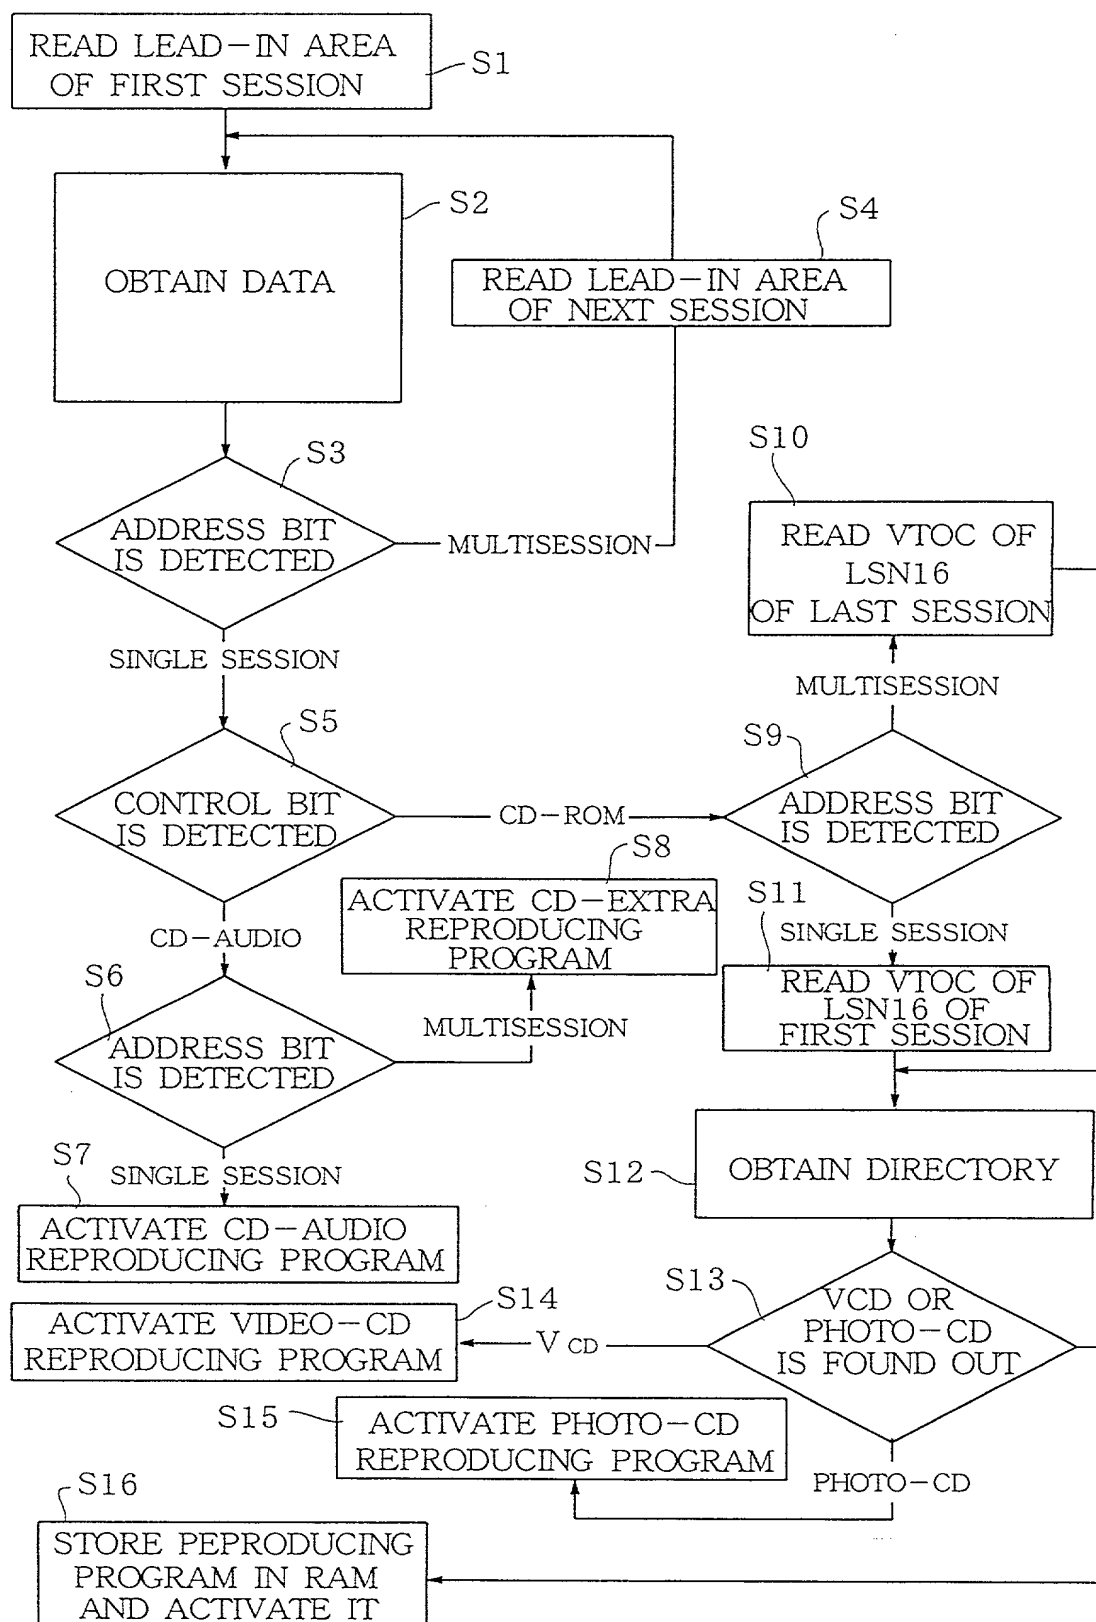 READ LEAD-IN AREA
OF FIRST SESSION
S1
S2
OBTAIN DATA
S4
READ LEAD-IN AREA
OF NEXT SESSION
S3
ADDRESS BIT
IS DETECTED
MULTISESSION
SINGLE SESSION
S10
READ VTOC OF
LSN16
OF LAST SESSION
MULTISESSION
S5
CONTROL BIT
IS DETECTED
CD-ROM
S9
ADDRESS BIT
IS DETECTED
S8
ACTIVATE CD-EXTRA
REPRODUCING
PROGRAM
CD-AUDIO
S11
SINGLE SESSION
READ VTOC OF
LSN16 OF
FIRST SESSION
S6
ADDRESS BIT
IS DETECTED
MULTISESSION
S7
SINGLE SESSION
ACTIVATE CD-AUDIO
REPRODUCING PROGRAM
S12
OBTAIN DIRECTORY
S13
VCD OR
PHOTO-CD
IS FOUND OUT
S14
ACTIVATE VIDEO-CD
REPRODUCING PROGRAM
V CD
S15
ACTIVATE PHOTO-CD
REPRODUCING PROGRAM
PHOTO-CD
S16
STORE PEPRODUCING
PROGRAM IN RAM
AND ACTIVATE IT